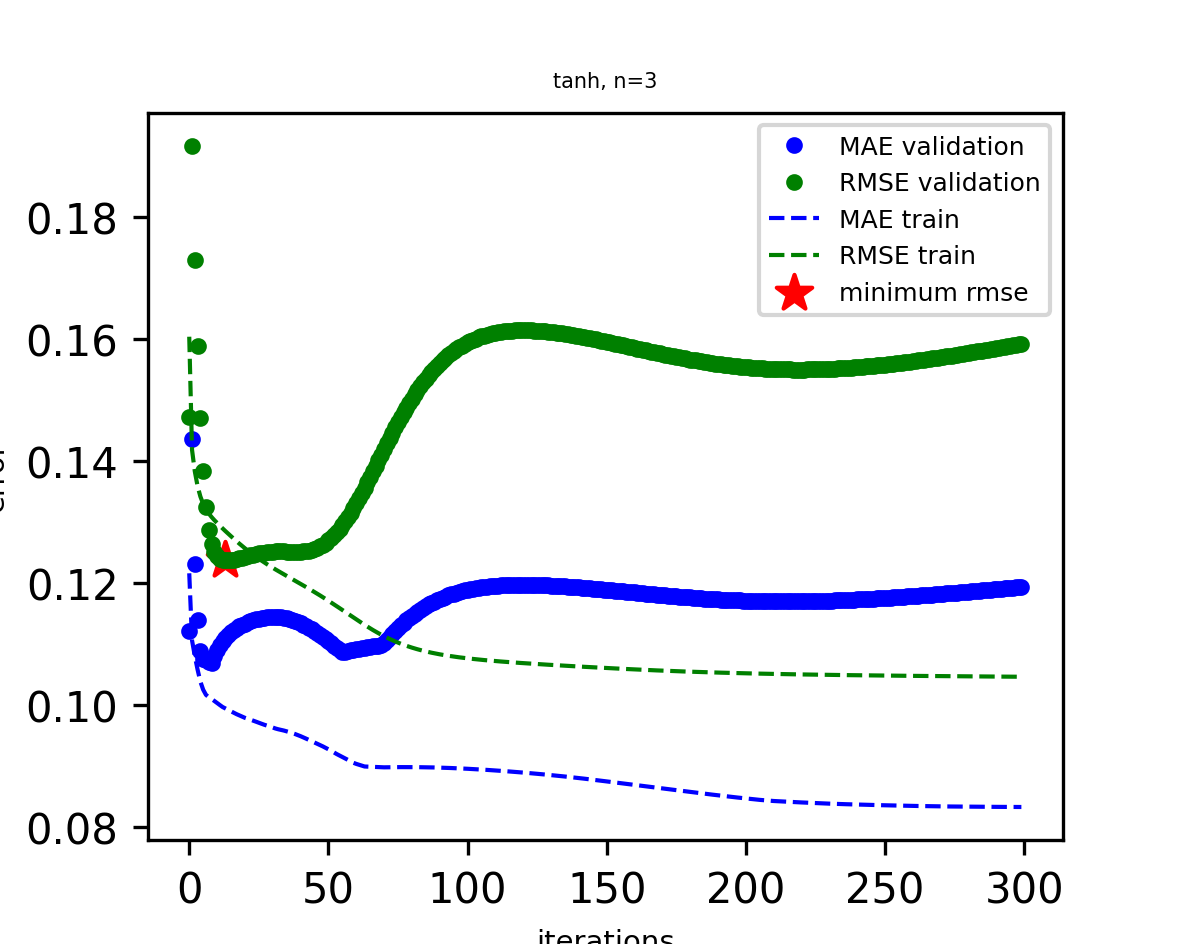 tanh, n=3
MAE validation
RMSE validation
MAE train
RMSE train
minimum rmse
0.18
0.16
0.14
0.12
0.10
0.08
0 50 100 150 200 250 300
iterations